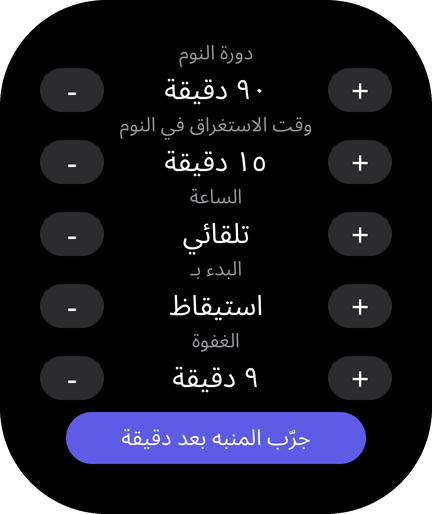 دورة النوم
- ٩٠ دقيقة +
وقت الاستغراق في النوم
- ١٥ دقيقة +
الساعة
- تلقائي +
البدء بـ
- استيقاظ +
الغفوة
- ٩ دقيقة +
جرّب المنبه بعد دقيقة